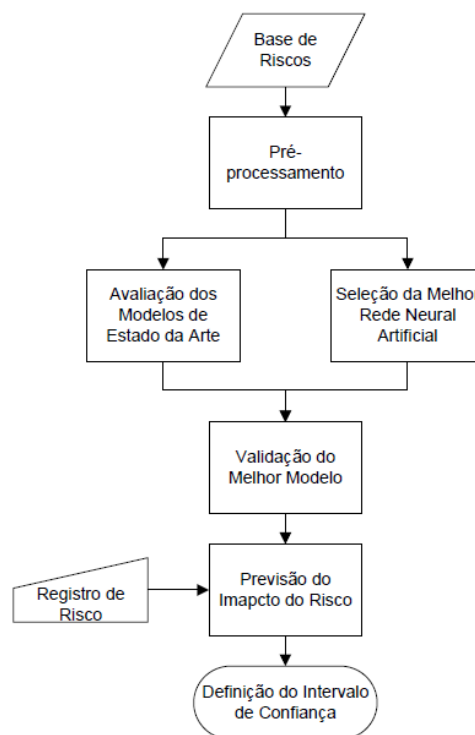 Base de
Riscos
Pré-
processamento
Avaliação dos
Modelos de
Estado da Arte
Seleção da Melhor
Rede Neural
Artificial
Validação do
Melhor Modelo
Registro de
Risco
Previsão do
Imapcto do Risco
Definição do Intervalo
de Confiança